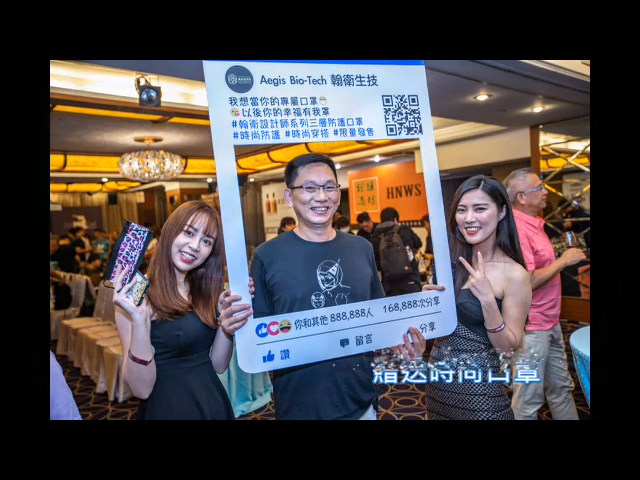 Aegis Bio-Tech 翰衛生技
我想當你的專屬口罩
以後你的幸福有我罩
#翰衛設計師系列三層防護口罩
#時尚防護 #時尚穿搭 #限量發售
HNWS
你和其他 888,888人 168,888次分享
讚 留言 分享